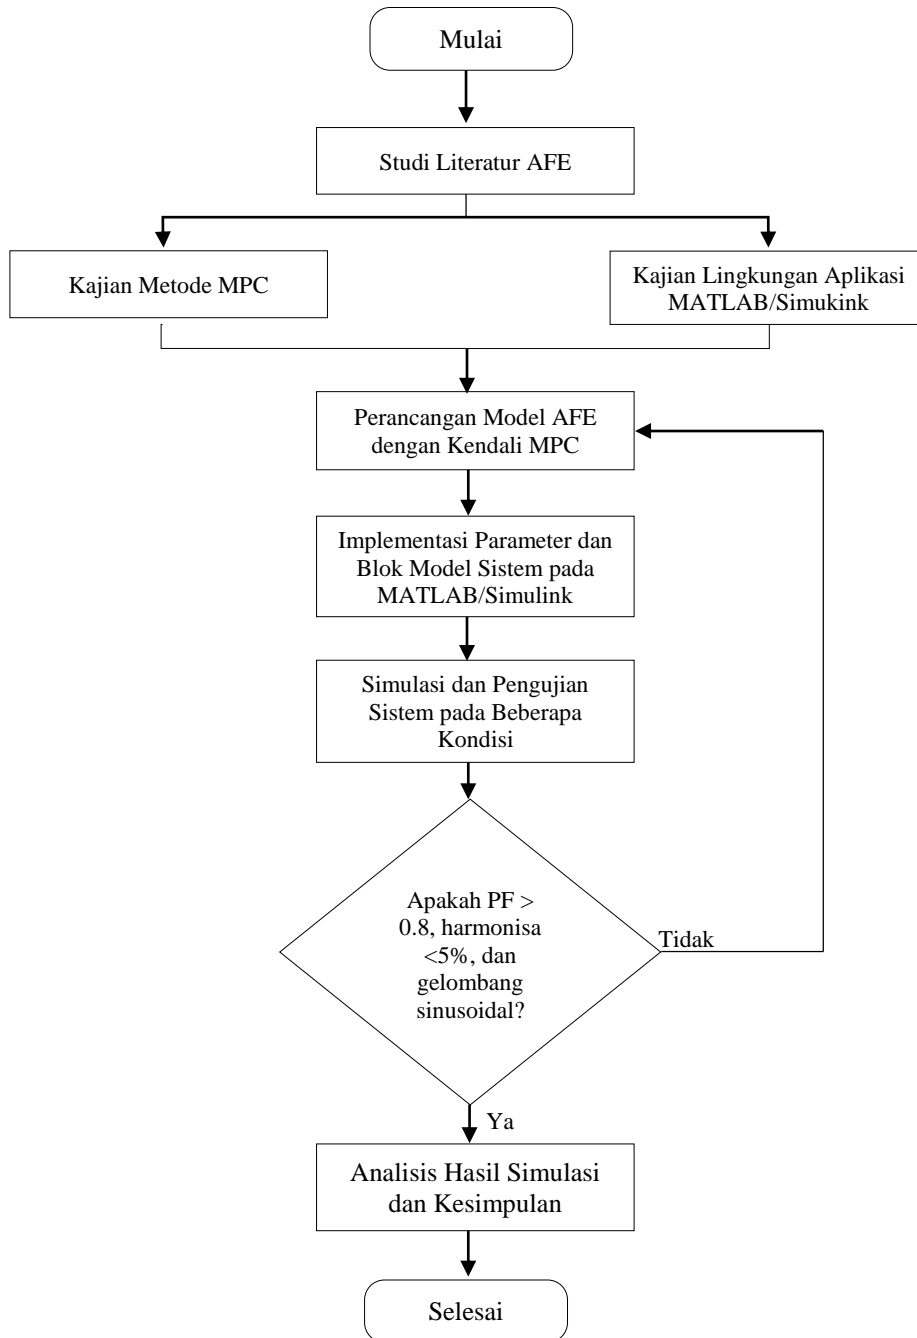 Mulai
Studi Literatur AFE
Kajian Metode MPC
Kajian Lingkungan Aplikasi
MATLAB/Simukink
Perancangan Model AFE
dengan Kendali MPC
Implementasi Parameter dan
Blok Model Sistem pada
MATLAB/Simulink
Simulasi dan Pengujian
Sistem pada Beberapa
Kondisi
Apakah PF >
0.8, harmonisa
<5%, dan
gelombang
sinusoidal?
Tidak
Ya
Analisis Hasil Simulasi
dan Kesimpulan
Selesai